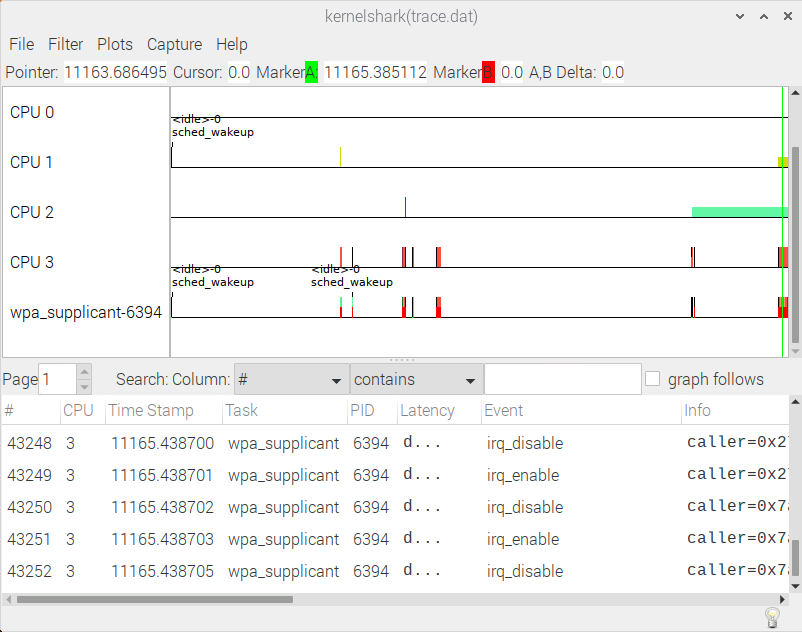 kernelshark(trace.dat)
File Filter Plots Capture Help
Pointer: 11163.686495 Cursor: 0.0 MarkerA: 11165.385112 MarkerB: 0.0 A,B Delta: 0.0
CPU 0
<idle>-0
sched_wakeup
CPU 1
CPU 2
CPU 3
<idle>-0 <idle>-0
sched_wakeup sched_wakeup
wpa_supplicant-6394
Page 1 Search: Column: # contains graph follows
# CPU Time Stamp Task PID Latency Event Info
43248 3 11165.438700 wpa_supplicant 6394 d... irq_disable caller=0x2
43249 3 11165.438701 wpa_supplicant 6394 d... irq_enable caller=0x2
43250 3 11165.438702 wpa_supplicant 6394 d... irq_disable caller=0x7
43251 3 11165.438703 wpa_supplicant 6394 d... irq_enable caller=0x7
43252 3 11165.438705 wpa_supplicant 6394 d... irq_disable caller=0x7